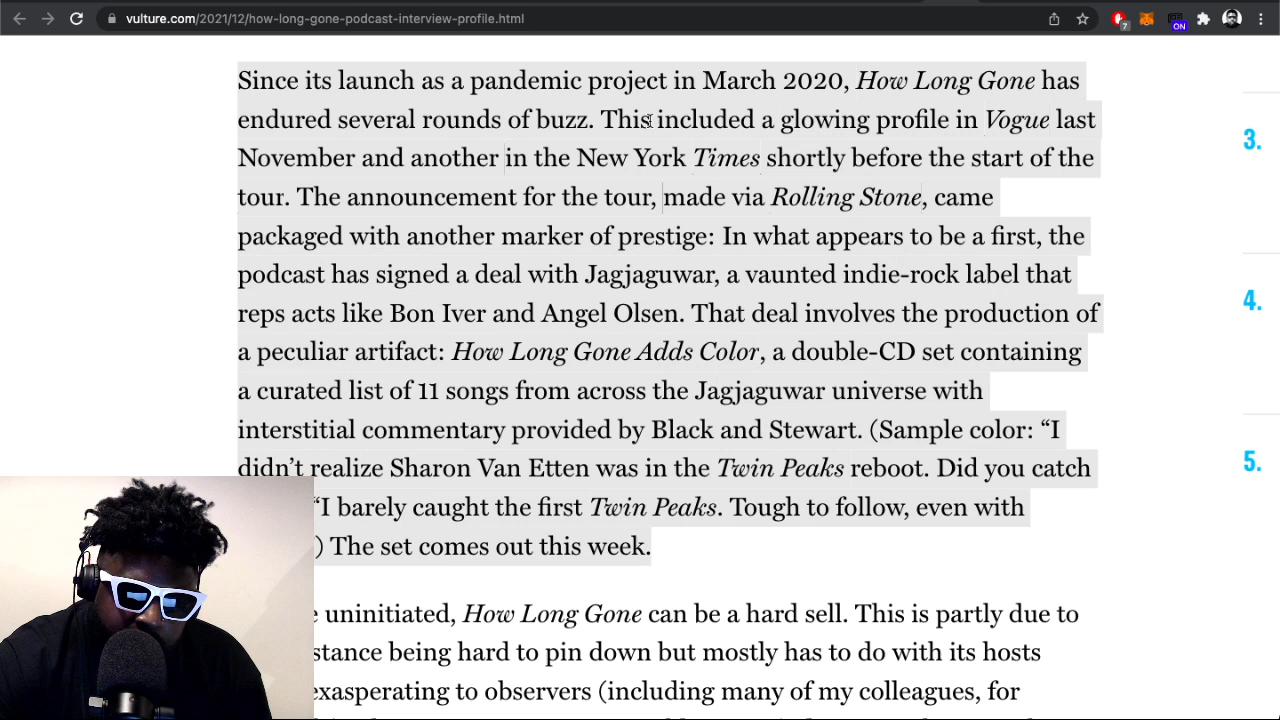 vulture.com/2021/12/how-long-gone-podcast-interview-profile.html
7
ON
Since its launch as a pandemic project in March 2020, How Long Gone has
endured several rounds of buzz. This included a glowing profile in Vogue last
November and another in the New York Times shortly before the start of the
tour. The announcement for the tour, made via Rolling Stone, came
packaged with another marker of prestige: In what appears to be a first, the
podcast has signed a deal with Jagjaguwar, a vaunted indie-rock label that
reps acts like Bon Iver and Angel Olsen. That deal involves the production of
a peculiar artifact: How Long Gone Adds Color, a double-CD set containing
a curated list of 11 songs from across the Jagjaguwar universe with
interstitial commentary provided by Black and Stewart. (Sample color: “I
didn’t realize Sharon Van Etten was in the Twin Peaks reboot. Did you catch
“I barely caught the first Twin Peaks. Tough to follow, even with
) The set comes out this week.
uninitiated, How Long Gone can be a hard sell. This is partly due to
stance being hard to pin down but mostly has to do with its hosts
exasperating to observers (including many of my colleagues, for
3.
4.
5.